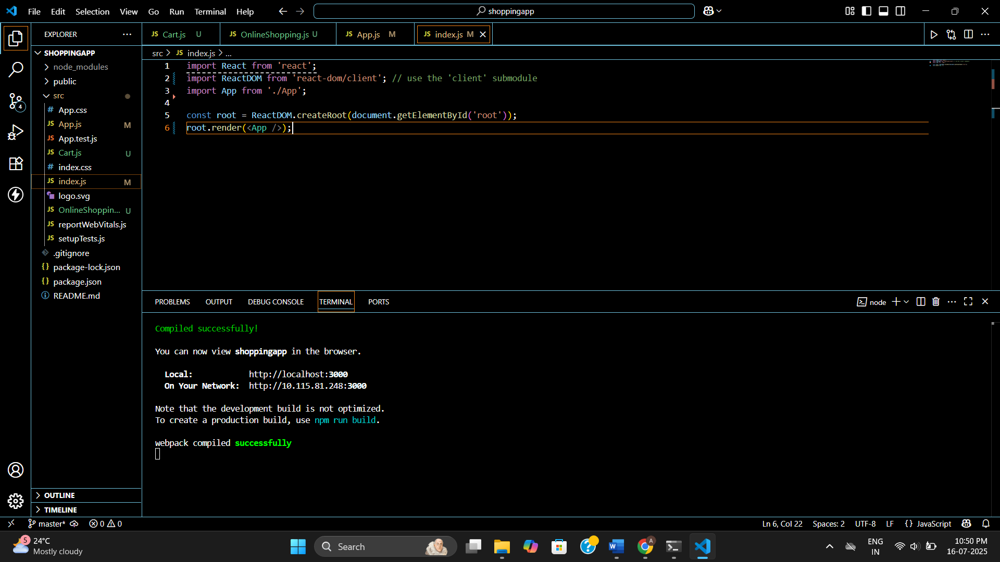 File Edit Selection View Go Run Terminal Help
shoppingapp
EXPLORER
SHOPPINGAPP
node_modules
public
src
App.css
App.js M
App.test.js
Cart.js U
index.css
index.js M
logo.svg
OnlineShoppin... U
reportWebVitals.js
setupTests.js
.gitignore
package-lock.json
package.json
README.md
OUTLINE
TIMELINE
JS Cart.js U
JS OnlineShopping.js U
JS App.js M
JS index.js M
src > JS index.js > ...
1 import React from 'react';
2 import ReactDOM from 'react-dom/client'; // use the 'client' submodule
3 import App from './App';
4
5 const root = ReactDOM.createRoot(document.getElementById('root'));
6 root.render(<App />);
PROBLEMS OUTPUT DEBUG CONSOLE TERMINAL PORTS
node
Compiled successfully!
You can now view shoppingapp in the browser.
Local: http://localhost:3000
On Your Network: http://10.115.81.248:3000
Note that the development build is not optimized.
To create a production build, use npm run build.
webpack compiled successfully
4
master* 0 0
Ln 6, Col 22 Spaces: 2 UTF-8 LF {} JavaScript
5
24°C
Mostly cloudy
Search
A
ENG
IN
10:50 PM
16-07-2025